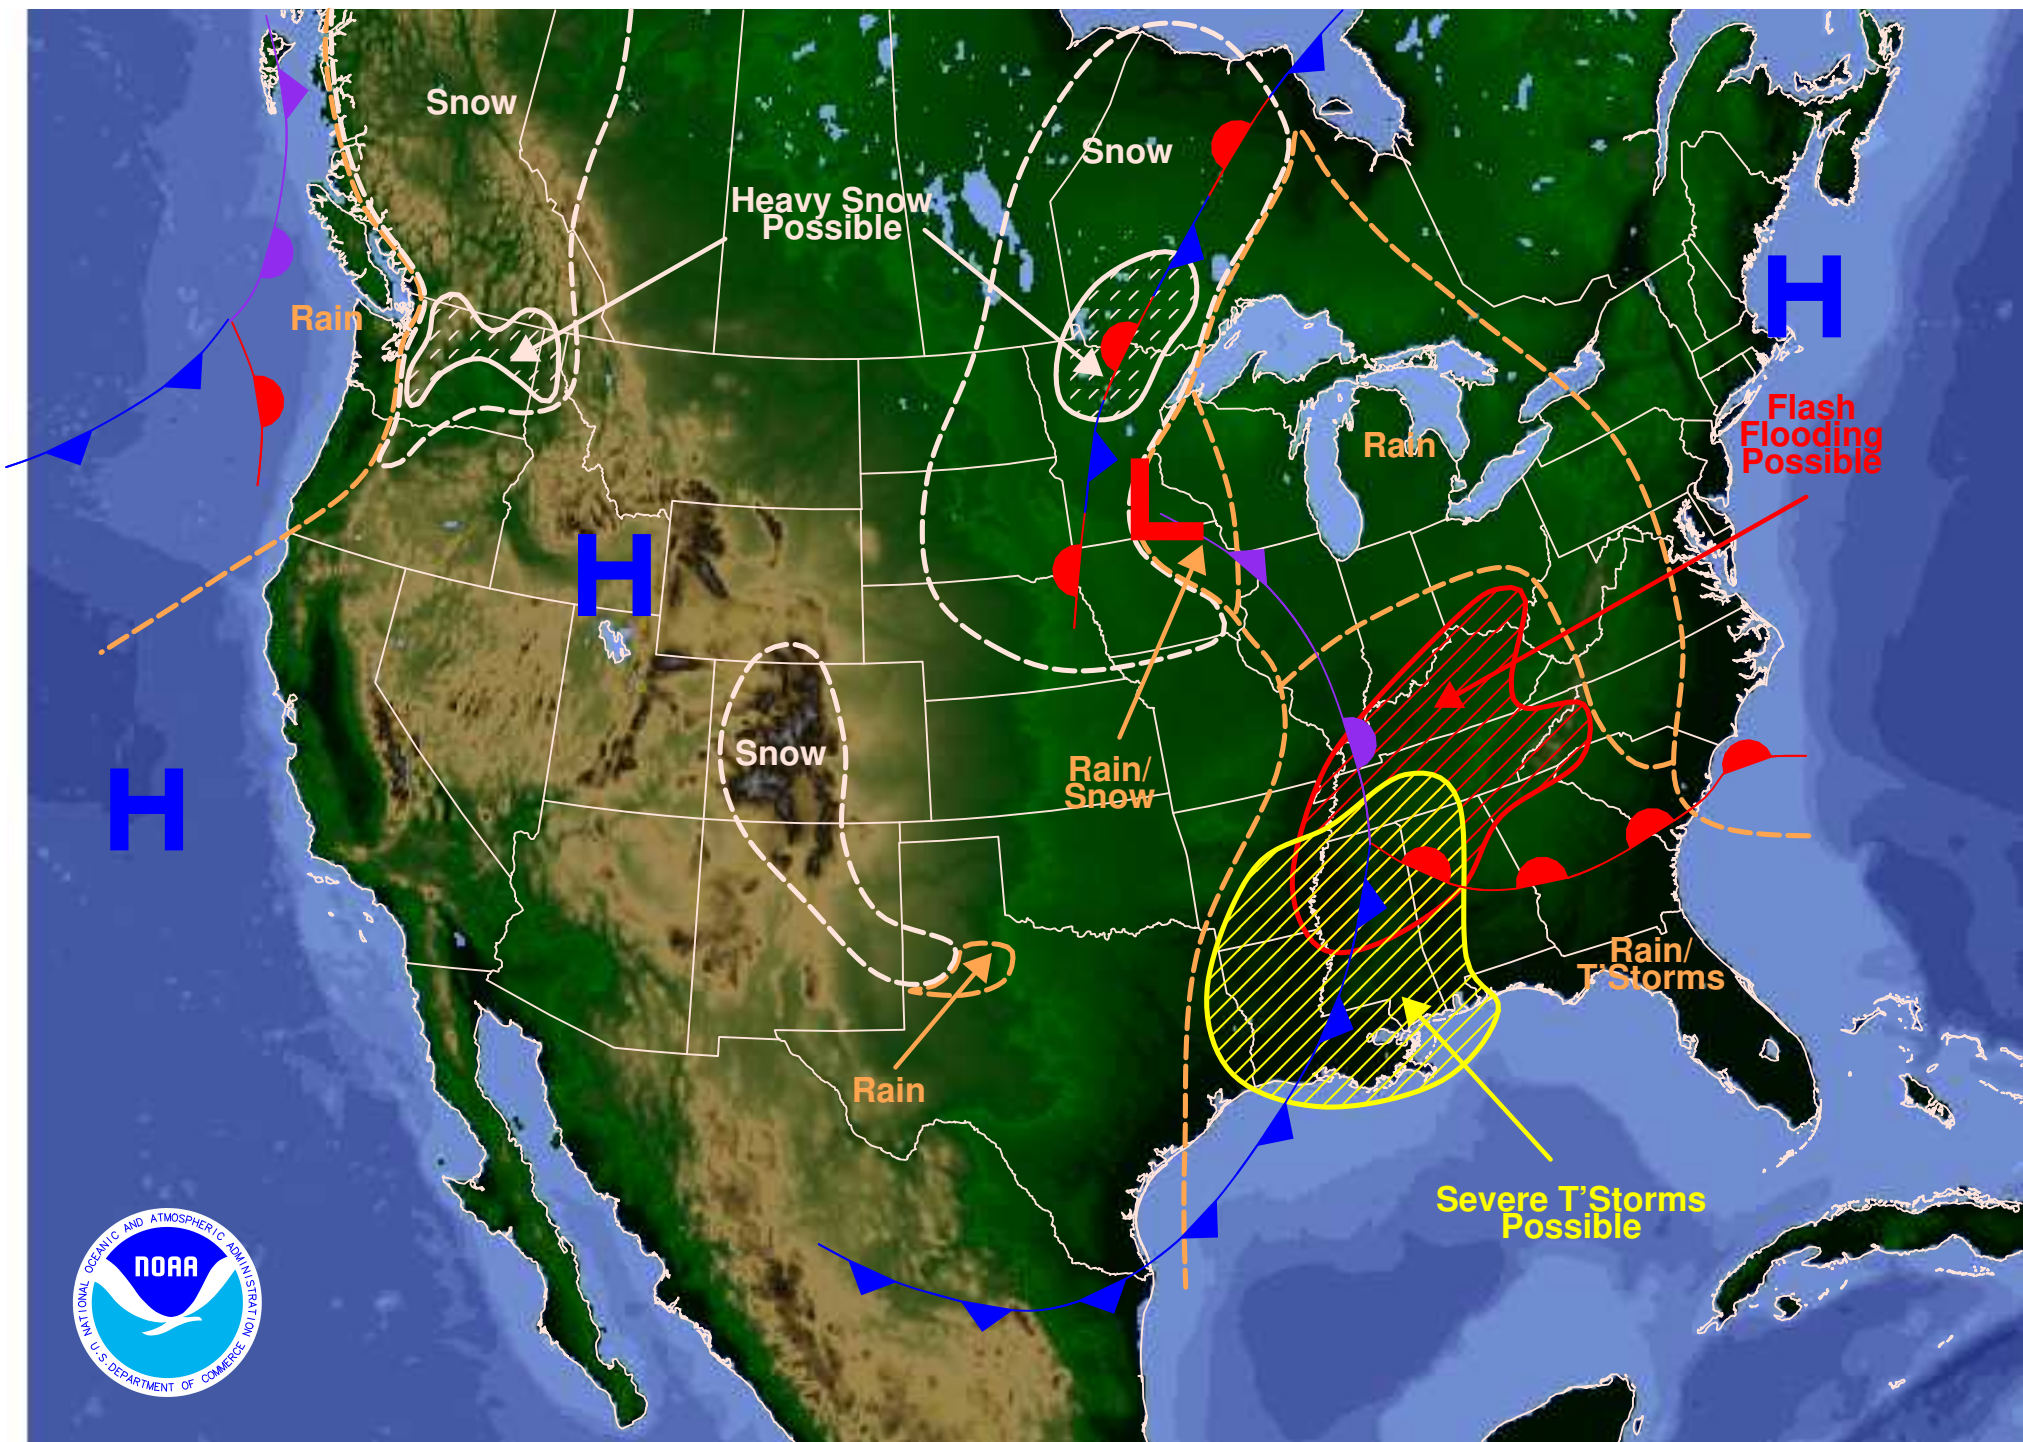 Snow
Snow
Heavy Snow
Possible
Rain
H
Flash
Flooding
Possible
Rain
L
H
Snow
Rain/
Snow
H
Rain/
T'Storms
Rain
Severe T'Storms
Possible
NATIONAL OCEANIC AND ATMOSPHERIC ADMINISTRATION
NOAA
U.S. DEPARTMENT OF COMMERCE